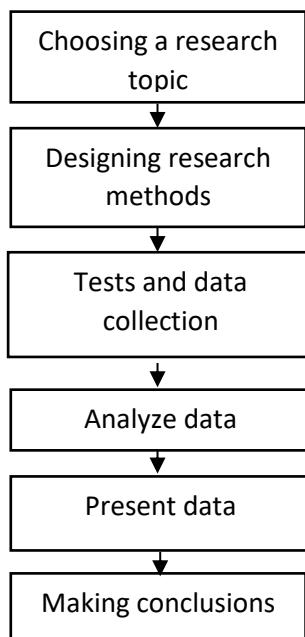 Choosing a research
topic
Designing research
methods
Tests and data
collection
Analyze data
Present data
Making conclusions